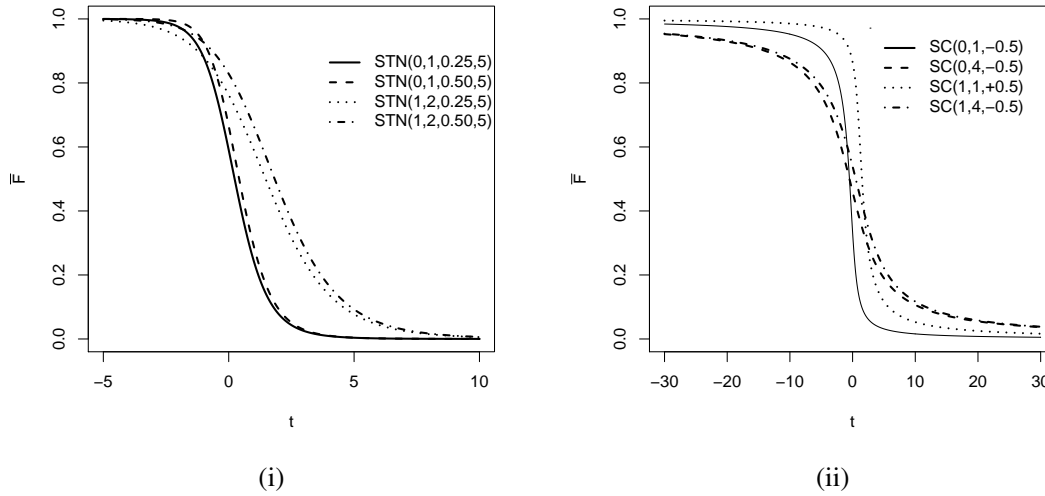 STN(0,1,0.25,5)
STN(0,1,0.50,5)
STN(1,2,0.25,5)
STN(1,2,0.50,5)
F̅
0.0
0.2
0.4
0.6
0.8
1.0
−5
0
5
10
t
(i)
SC(0,1,−0.5)
SC(0,4,−0.5)
SC(1,1,+0.5)
SC(1,4,−0.5)
F̅
0.0
0.2
0.4
0.6
0.8
1.0
−30
−20
−10
0
10
20
30
t
(ii)